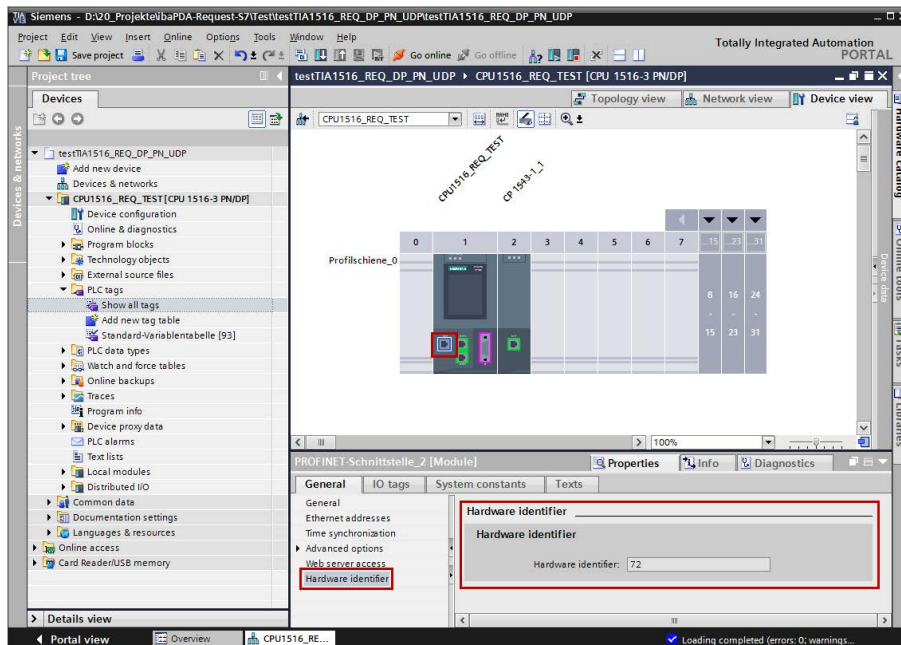 Siemens - D:\20_Projekte\ibaPDA-Request-S7\Test\testTIA1516_REQ_DP_PN_UDP\testTIA1516_REQ_DP_PN_UDP
Project Edit View Insert Online Options Tools Window Help
Totally Integrated Automation
PORTAL
Save project Go online Go offline
Project tree
testTIA1516_REQ_DP_PN_UDP ▸ CPU1516_REQ_TEST [CPU 1516-3 PN/DP]
Devices
Topology view Network view Device view
CPU1516_REQ_TEST
Devices & networks
testTIA1516_REQ_DP_PN_UDP
Add new device
Devices & networks
CPU1516_REQ_TEST [CPU 1516-3 PN/DP]
Device configuration
Online & diagnostics
Program blocks
Technology objects
External source files
PLC tags
Show all tags
Add new tag table
Standard-Variablentabelle [93]
PLC data types
Watch and force tables
Online backups
Traces
Program info
Device proxy data
PLC alarms
Text lists
Local modules
Distributed I/O
Common data
Documentation settings
Languages & resources
Online access
Card Reader/USB memory
Details view
CPU1516_REQ_TEST
CP 1543-1_1
0 1 2 3 4 5 6 7 ...15 ...23 ...31
Profilschiene_0
SIEMENS
8 16 24
- - -
15 23 31
Device data
100%
PROFINET-Schnittstelle_2 [Module]
Properties Info Diagnostics
General IO tags System constants Texts
General
Ethernet addresses
Time synchronization
Advanced options
Web server access
Hardware identifier
Hardware identifier
Hardware identifier
Hardware identifier: 72
Hardware catalog
Online tools
Tasks
Libraries
Portal view Overview CPU1516_RE...
Loading completed (errors: 0; warnings...